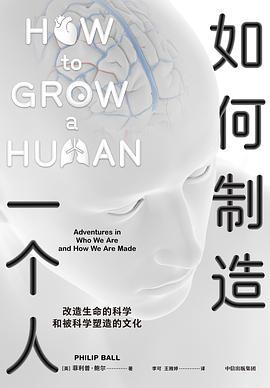 HOW
to
GROW
a
HUMAN
如何制造
一个人
Adventures in
Who We Are
and How We Are Made
改造生命的科学
和被科学塑造的文化
PHILIP BALL
[英] 菲利普·鲍尔 著
李可 王雅婷 译
中信出版集团